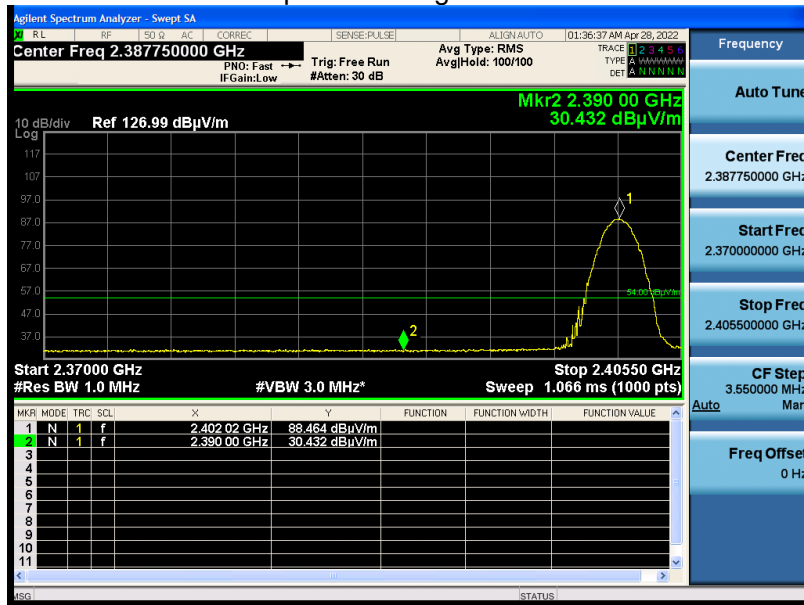 Agilent Spectrum Analyzer - Swept SA
RL RF 50 Ω AC CORREC SENSE:PULSE ALIGN AUTO 01:36:37 AM Apr 28, 2022
Center Freq 2.387750000 GHz
PNO: Fast
IFGain:Low
Trig: Free Run
#Atten: 30 dB
Avg Type: RMS
Avg|Hold: 100/100
TRACE 1 2 3 4 5 6
TYPE A WWWWW
DET A N N N N N
Mkr2 2.390 00 GHz
30.432 dBµV/m
10 dB/div Ref 126.99 dBµV/m
Log
117
107
97.0
87.0
77.0
67.0
57.0
47.0
37.0
1
54.00 dBµV/m
2
Start 2.37000 GHz Stop 2.40550 GHz
#Res BW 1.0 MHz #VBW 3.0 MHz* Sweep 1.066 ms (1000 pts)
MKR MODE TRC SCL X Y FUNCTION FUNCTION WIDTH FUNCTION VALUE
1 N 1 f 2.402 02 GHz 88.464 dBµV/m
2 N 1 f 2.390 00 GHz 30.432 dBµV/m
3
4
5
6
7
8
9
10
11
MSG STATUS
Frequency
Auto Tune
Center Freq
2.387750000 GHz
Start Freq
2.370000000 GHz
Stop Freq
2.405500000 GHz
CF Step
3.550000 MHz
Auto Man
Freq Offset
0 Hz